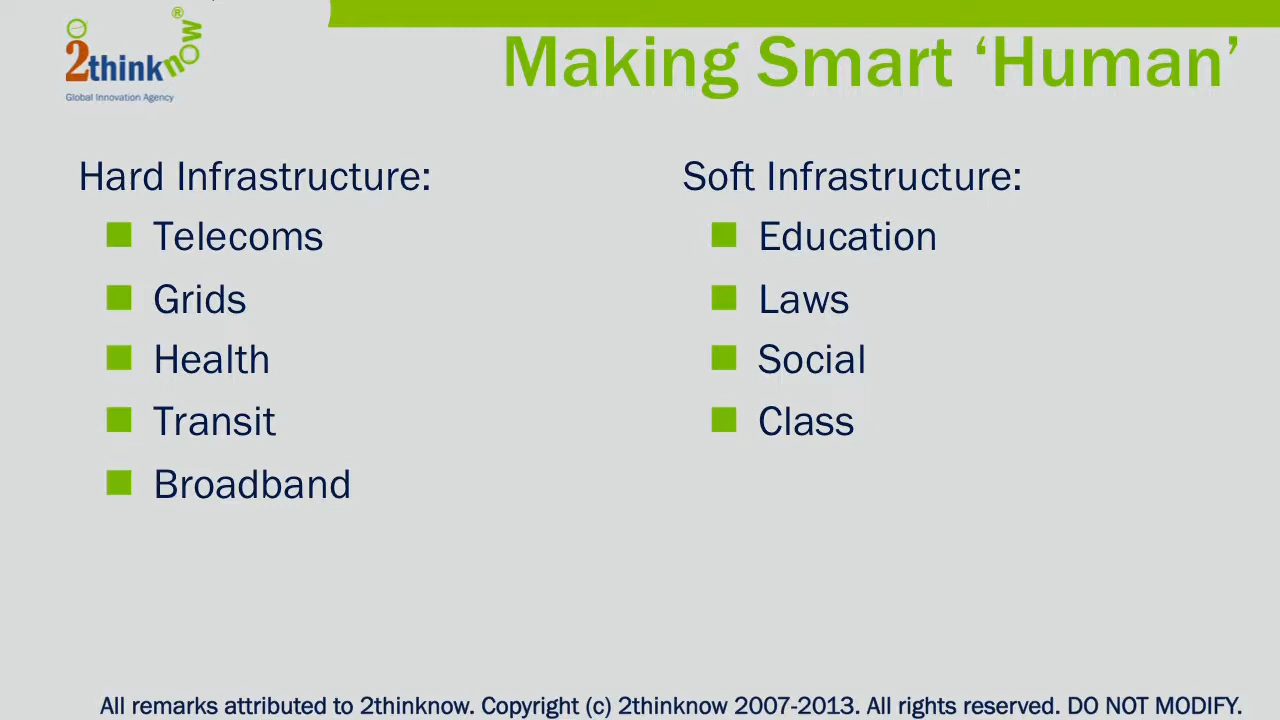 2thinknow®
Global Innovation Agency
Making Smart ‘Human’
Hard Infrastructure:
Telecoms
Grids
Health
Transit
Broadband
Soft Infrastructure:
Education
Laws
Social
Class
All remarks attributed to 2thinknow. Copyright (c) 2thinknow 2007-2013. All rights reserved. DO NOT MODIFY.